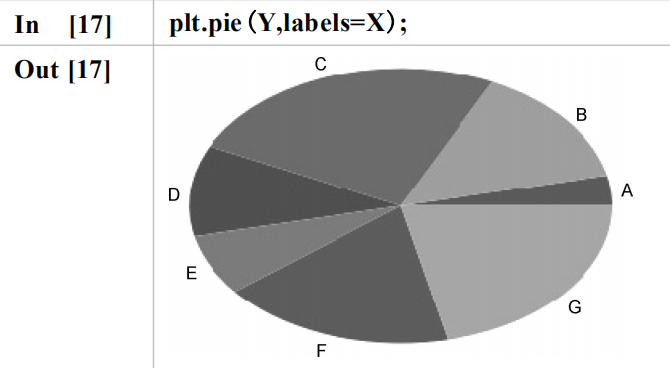 In [17]
plt.pie(Y,labels=X);
Out [17]
C
B
A
D
E
G
F